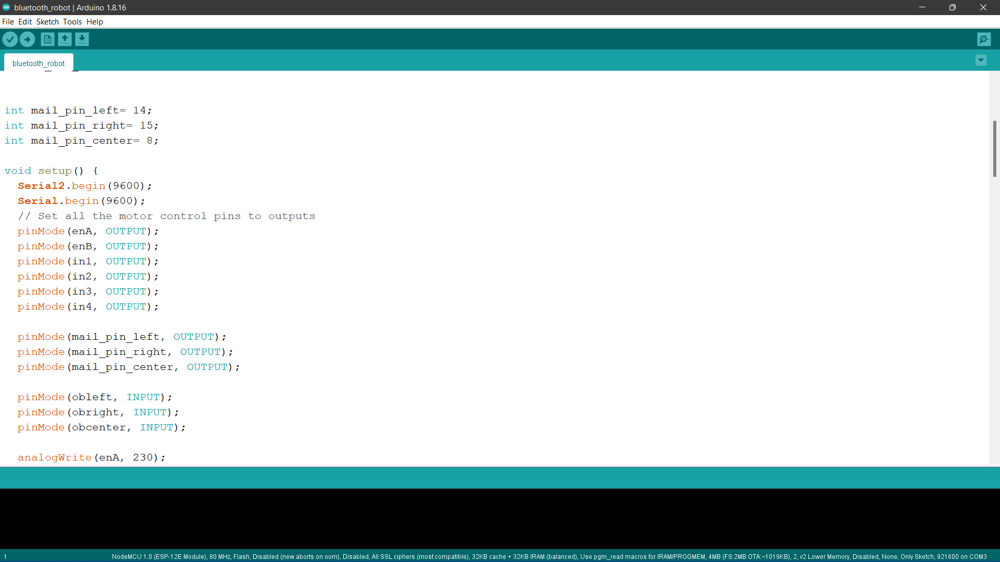 bluetooth_robot | Arduino 1.8.16
File Edit Sketch Tools Help
bluetooth_robot
int mail_pin_left= 14;
int mail_pin_right= 15;
int mail_pin_center= 8;
void setup() {
Serial2.begin(9600);
Serial.begin(9600);
// Set all the motor control pins to outputs
pinMode(enA, OUTPUT);
pinMode(enB, OUTPUT);
pinMode(in1, OUTPUT);
pinMode(in2, OUTPUT);
pinMode(in3, OUTPUT);
pinMode(in4, OUTPUT);
pinMode(mail_pin_left, OUTPUT);
pinMode(mail_pin_right, OUTPUT);
pinMode(mail_pin_center, OUTPUT);
pinMode(obleft, INPUT);
pinMode(obright, INPUT);
pinMode(obcenter, INPUT);
analogWrite(enA, 230);
1 NodeMCU 1.0 (ESP-12E Module), 80 MHz, Flash, Disabled (new aborts on oom), Disabled, All SSL ciphers (most compatible), 32KB cache + 32KB IRAM (balanced), Use pgm_read macros for IRAM/PROGMEM, 4MB (FS:2MB OTA:~1019KB), 2, v2 Lower Memory, Disabled, None, Only Sketch, 921600 on COM3